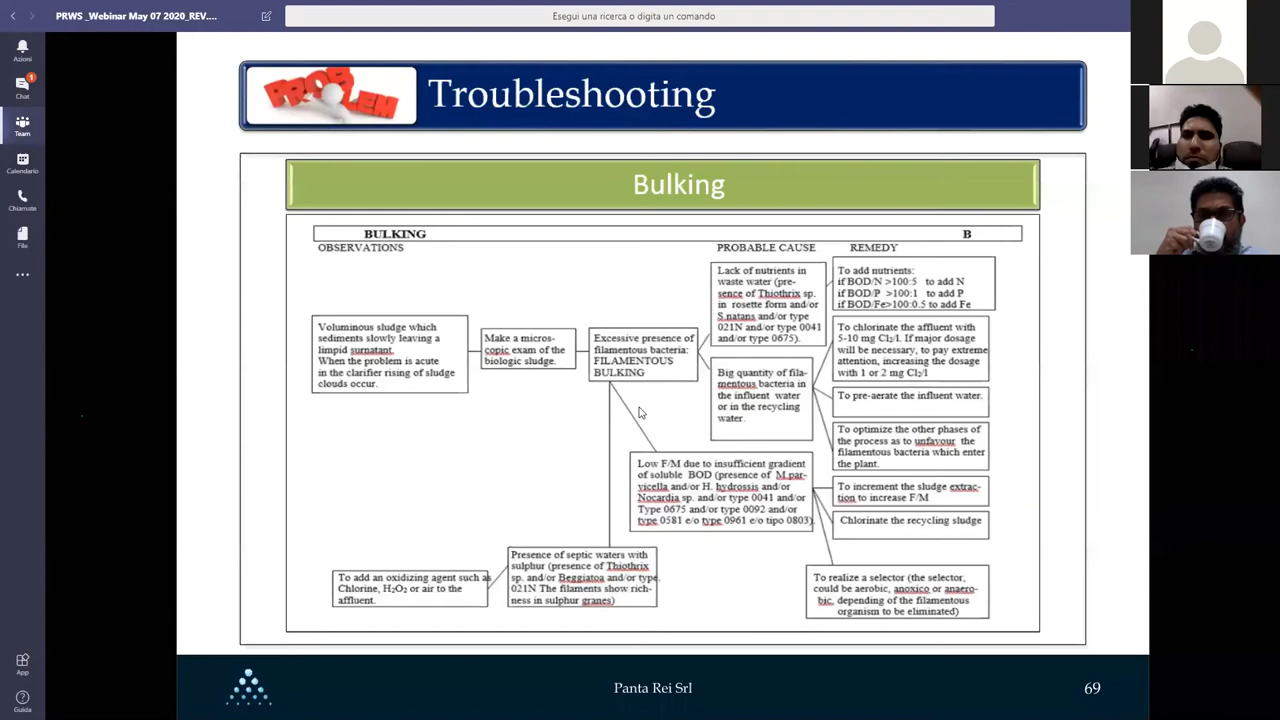 PRWS _Webinar May 07 2020_REV....
Esegui una ricerca o digita un comando
Azioni
1
Chat
Team
Calendario
Chiamate
File
App
Guida
PROBLEM
Troubleshooting
Bulking
BULKING B
OBSERVATIONS PROBABLE CAUSE REMEDY
Voluminous sludge which
sediments slowly leaving a
limpid surnatant.
When the problem is acute
in the clarifier rising of sludge
clouds occur.
Make a micros-
copic exam of the
biologic sludge.
Excessive presence of
filamentous bacteria:
FILAMENTOUS
BULKING
Lack of nutrients in
waste water (pre-
sence of Thiothrix sp.
in rosette form and/or
S.natans and/or type
021N and/or type 0041
and/or type 0675).
To add nutrients:
if BOD/N >100:5 to add N
if BOD/P >100:1 to add P
if BOD/Fe>100:0.5 to add Fe
Big quantity of fila-
mentous bacteria in
the influent water
or in the recycling
water.
To chlorinate the affluent with
5-10 mg Cl2/l. If major dosage
will be necessary, to pay extreme
attention, increasing the dosage
with 1 or 2 mg Cl2/l
To pre-aerate the influent water.
To optimize the other phases of
the process as to unfavour the
filamentous bacteria which enter
the plant.
Low F/M due to insufficient gradient
of soluble BOD (presence of M.par-
vicella and/or H. hydrossis and/or
Nocardia sp. and/or type 0041 and/or
Type 0675 and/or type 0092 and/or
type 0581 e/o type 0961 e/o tipo 0803).
To increment the sludge extrac-
tion to increase F/M
Chlorinate the recycling sludge
To realize a selector (the selector,
could be aerobic, anoxico or anaero-
bic, depending of the filamentous
organism to be eliminated)
Presence of septic waters with
sulphur (presence of Thiothrix
sp. and/or Beggiatoa and/or type
021N The filaments show rich-
ness in sulphur granes)
To add an oxidizing agent such as
Chlorine, H2O2 or air to the
affluent.
Panta Rei Srl
69